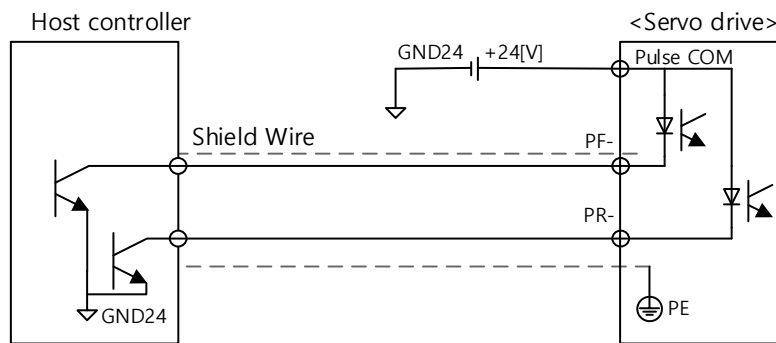 Host controller
<Servo drive>
GND24 +24[V]
Pulse COM
Shield Wire
PF-
PR-
GND24
PE